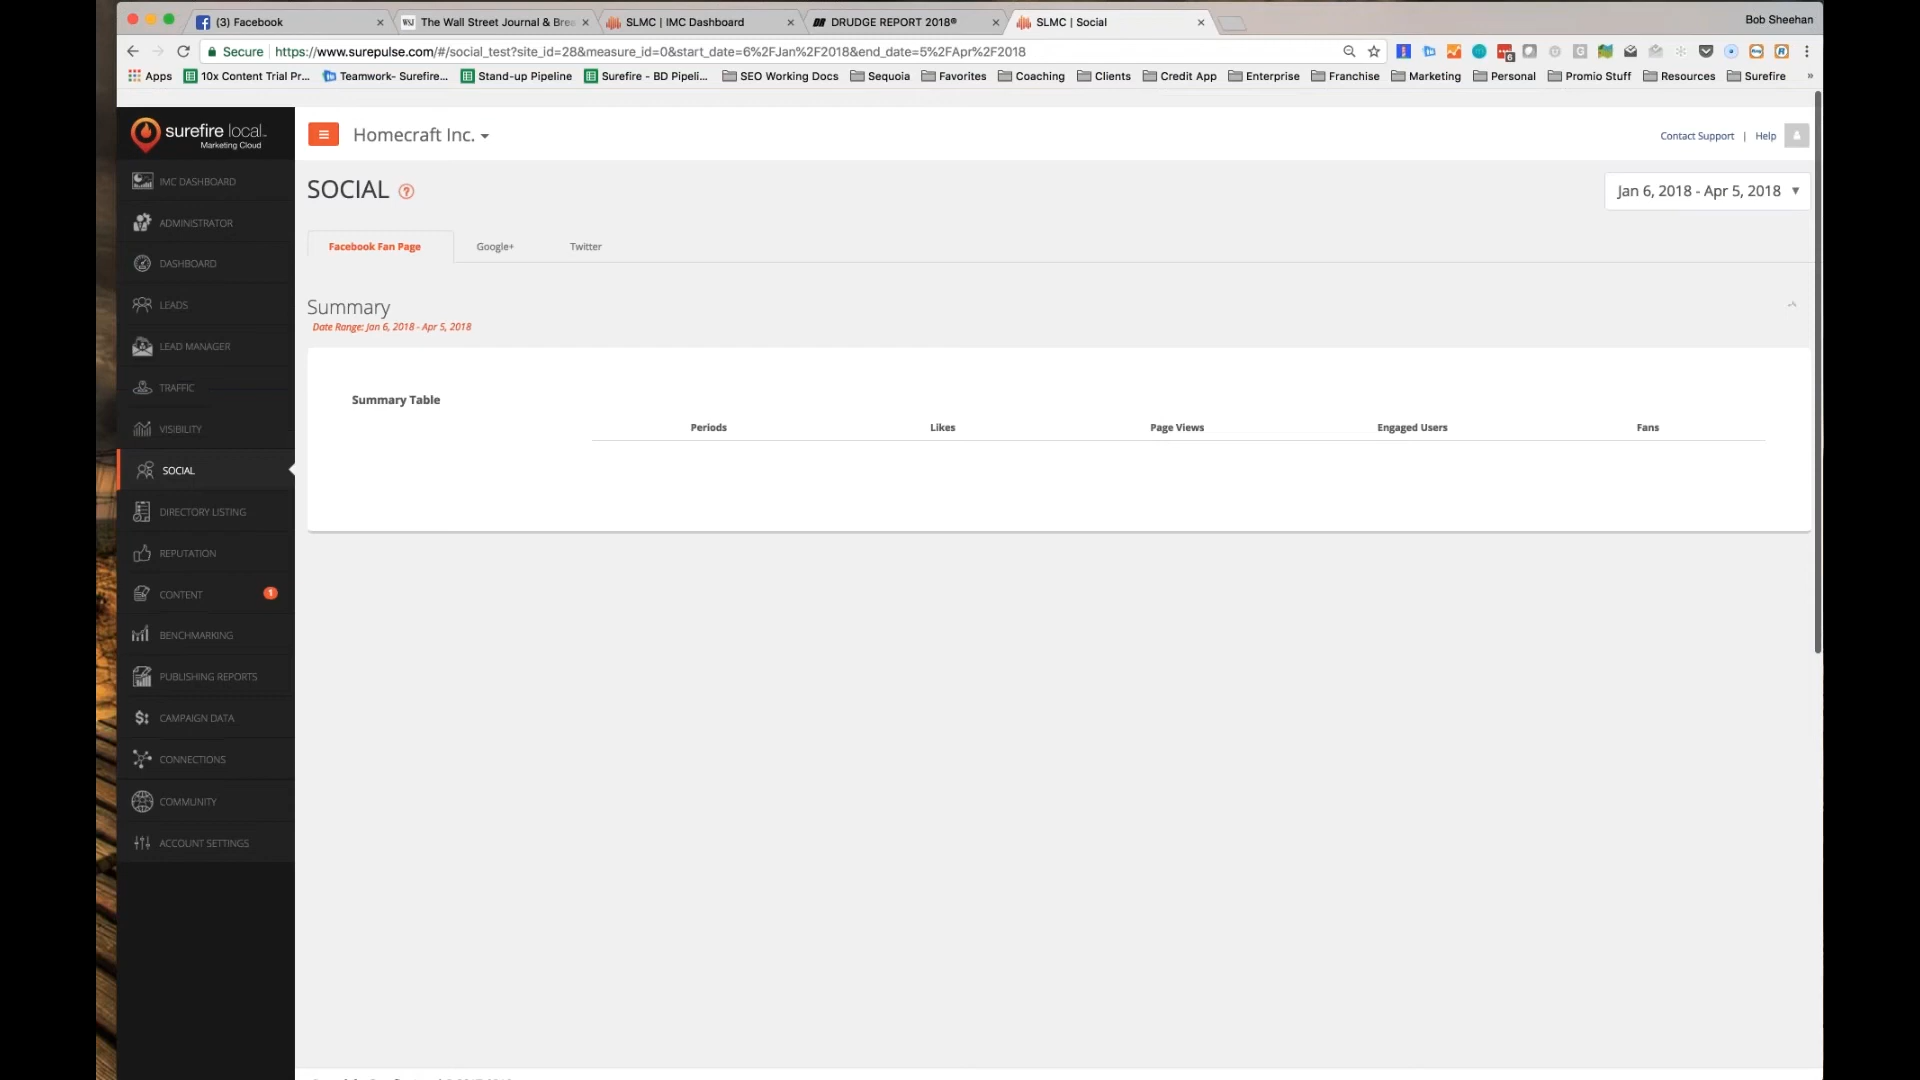 (3) Facebook
The Wall Street Journal & Brea
SLMC | IMC Dashboard
DRUDGE REPORT 2018®
SLMC | Social
Bob Sheehan
Secure
https://www.surepulse.com/#/social_test?site_id=28&measure_id=0&start_date=6%2FJan%2F2018&end_date=5%2FApr%2F2018
Apps
10x Content Trial Pr...
Teamwork- Surefire...
Stand-up Pipeline
Surefire - BD Pipeli...
SEO Working Docs
Sequoia
Favorites
Coaching
Clients
Credit App
Enterprise
Franchise
Marketing
Personal
Promio Stuff
Resources
Surefire
»
surefire local
Marketing Cloud
Homecraft Inc.
Contact Support | Help
IMC DASHBOARD
ADMINISTRATOR
DASHBOARD
LEADS
LEAD MANAGER
TRAFFIC
VISIBILITY
SOCIAL
DIRECTORY LISTING
REPUTATION
CONTENT 1
BENCHMARKING
PUBLISHING REPORTS
CAMPAIGN DATA
CONNECTIONS
COMMUNITY
ACCOUNT SETTINGS
SOCIAL ?
Jan 6, 2018 - Apr 5, 2018
Facebook Fan Page
Google+
Twitter
Summary
Date Range: Jan 6, 2018 - Apr 5, 2018
Summary Table
Periods
Likes
Page Views
Engaged Users
Fans